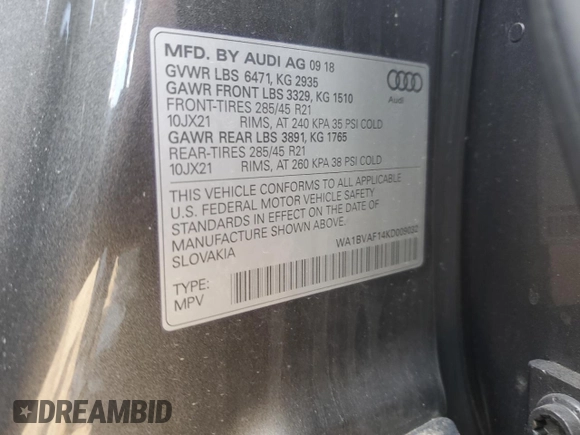 MFD. BY AUDI AG 09 18
GVWR LBS 6471, KG 2935
GAWR FRONT LBS 3329, KG 1510
FRONT-TIRES 285/45 R21
10JX21 RIMS, AT 240 KPA 35 PSI COLD
GAWR REAR LBS 3891, KG 1765
REAR-TIRES 285/45 R21
10JX21 RIMS, AT 260 KPA 38 PSI COLD
Audi
THIS VEHICLE CONFORMS TO ALL APPLICABLE
U.S. FEDERAL MOTOR VEHICLE SAFETY
STANDARDS IN EFFECT ON THE DATE OF
MANUFACTURE SHOWN ABOVE.
SLOVAKIA
WA1BVAF14KD009032
TYPE:
MPV
DREAMBID